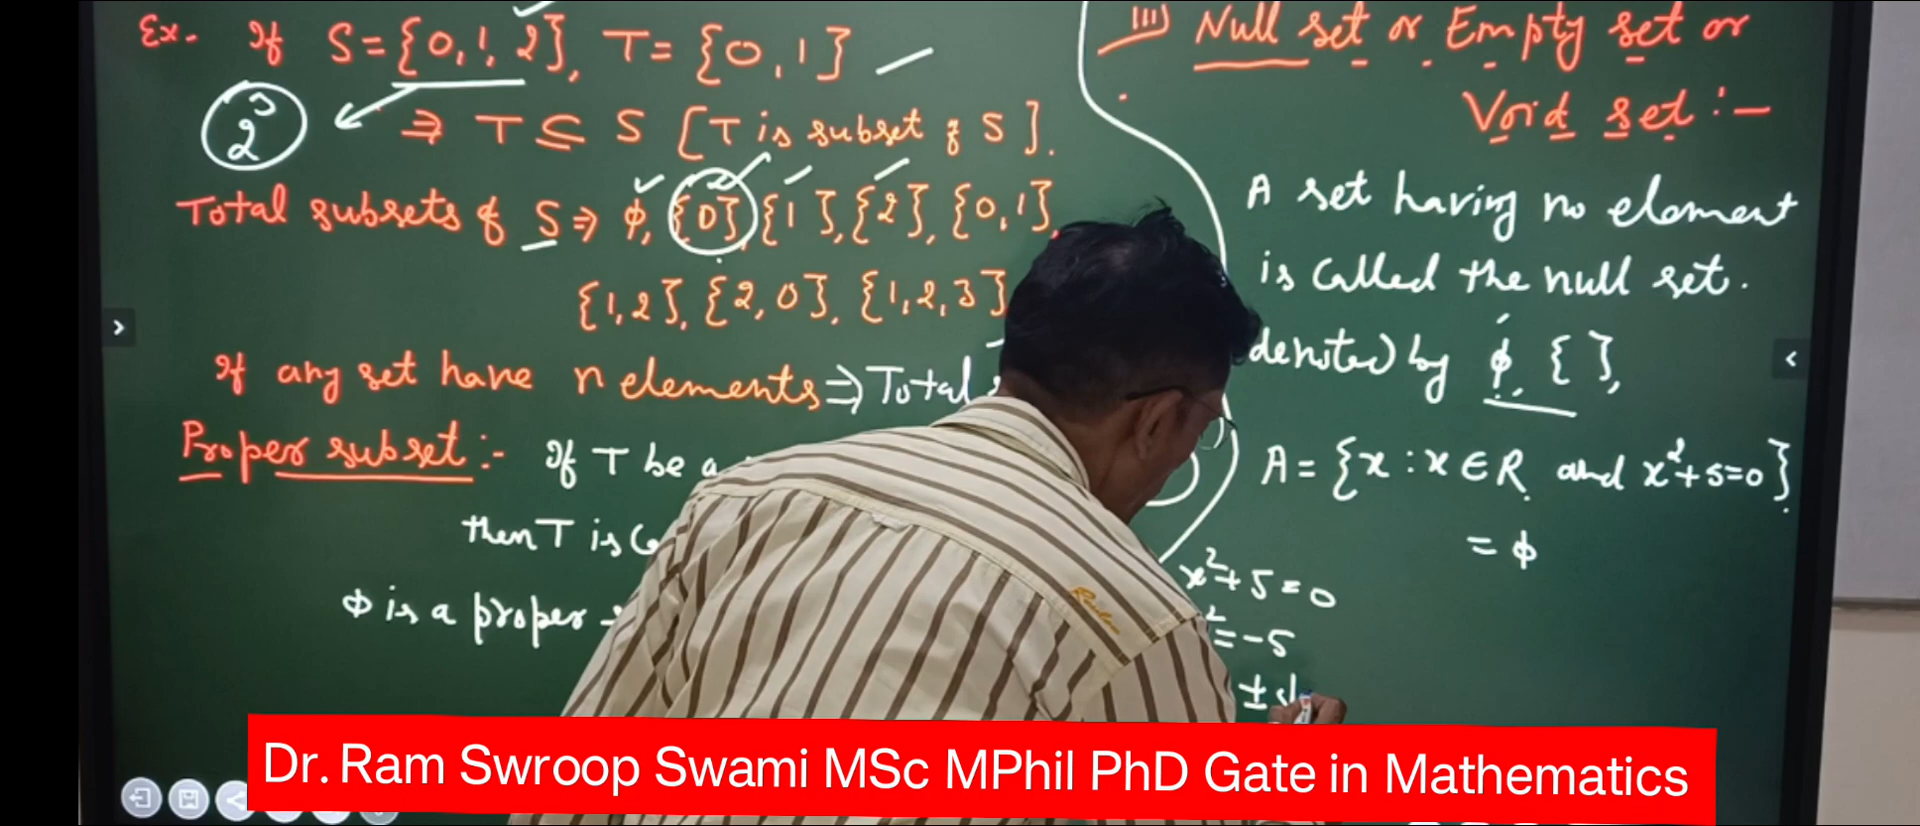 Ex. If S={0,1,2}, T={0,1}
2³ ⇒ T ⊆ S [T is subset of S].
Total subsets of S ⇒ ϕ, {0}, {1}, {2}, {0,1},
{1,2}, {2,0}, {1,2,3}
If any set have n elements ⇒ Total
Proper subset :- If T be a
then T is
ϕ is a proper
(iii) Null set or Empty set or
Void set :-
A set having no element
is called the null set.
denoted by ϕ, { },
A = {x : x ∈ R and x²+5=0}
= ϕ
x²+5=0
²=-5
±√
Dr. Ram Swroop Swami MSc MPhil PhD Gate in Mathematics